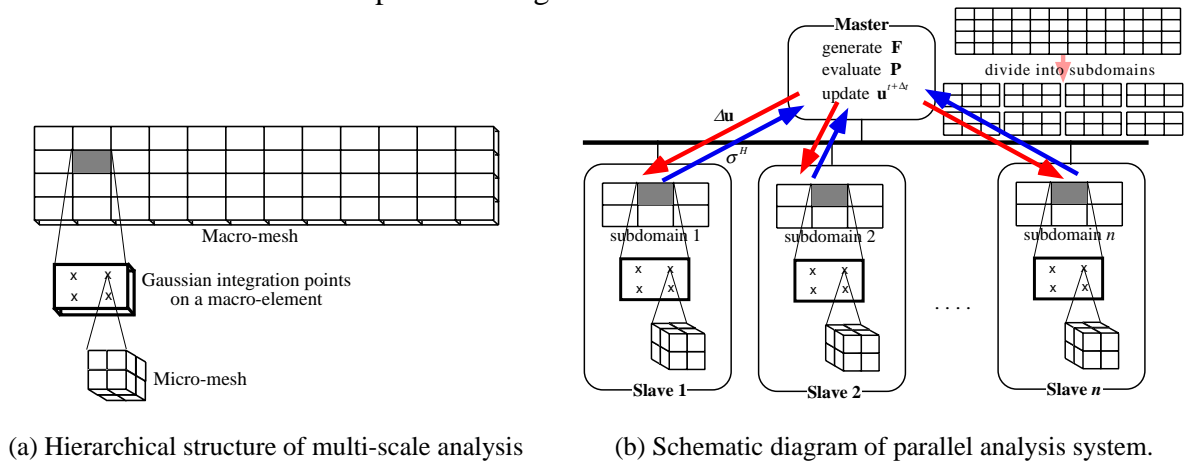 Macro-mesh
x x
x x
Gaussian integration points
on a macro-element
Micro-mesh
(a) Hierarchical structure of multi-scale analysis
Master
generate F
evaluate P
update u^{t+Δt}
divide into subdomains
Δu
σ^H
subdomain 1
x x
x x
Slave 1
subdomain 2
x x
x x
Slave 2
. . . .
subdomain n
x x
x x
Slave n
(b) Schematic diagram of parallel analysis system.